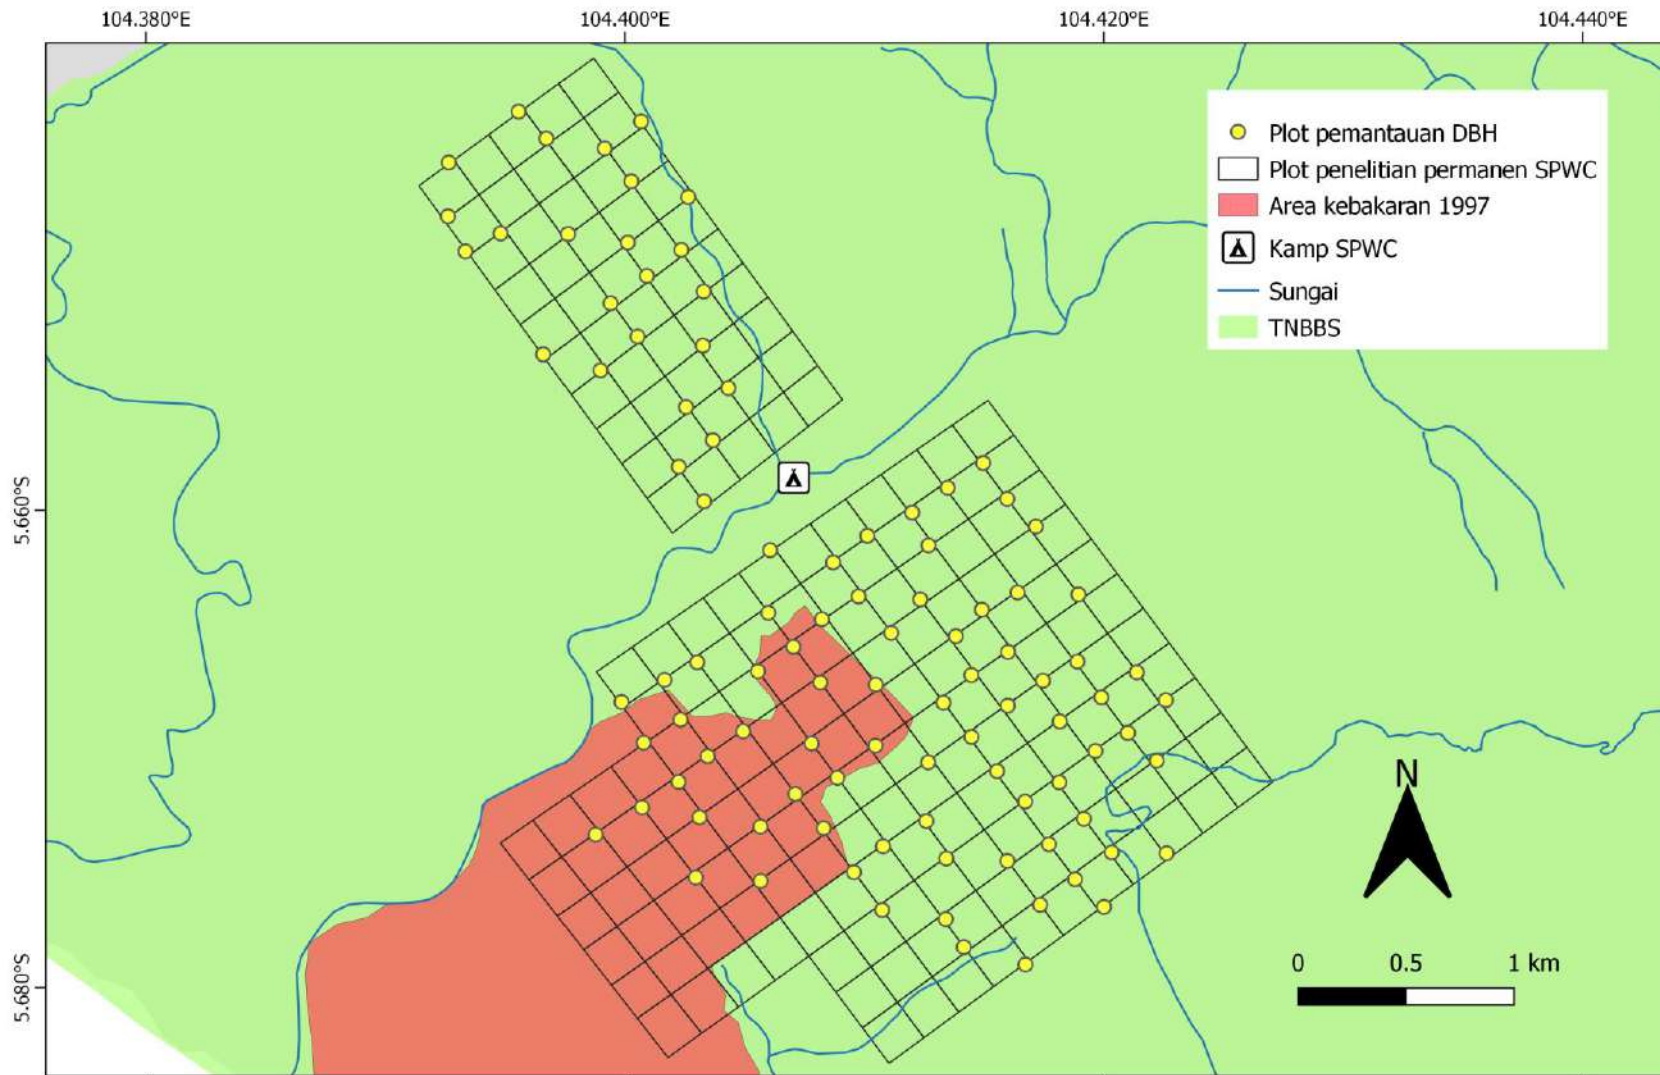 104.380°E 104.400°E 104.420°E 104.440°E
Plot pemantauan DBH
Plot penelitian permanen SPWC
Area kebakaran 1997
Kamp SPWC
Sungai
TNBBS
5.660°S
N
0 0.5 1 km
5.680°S